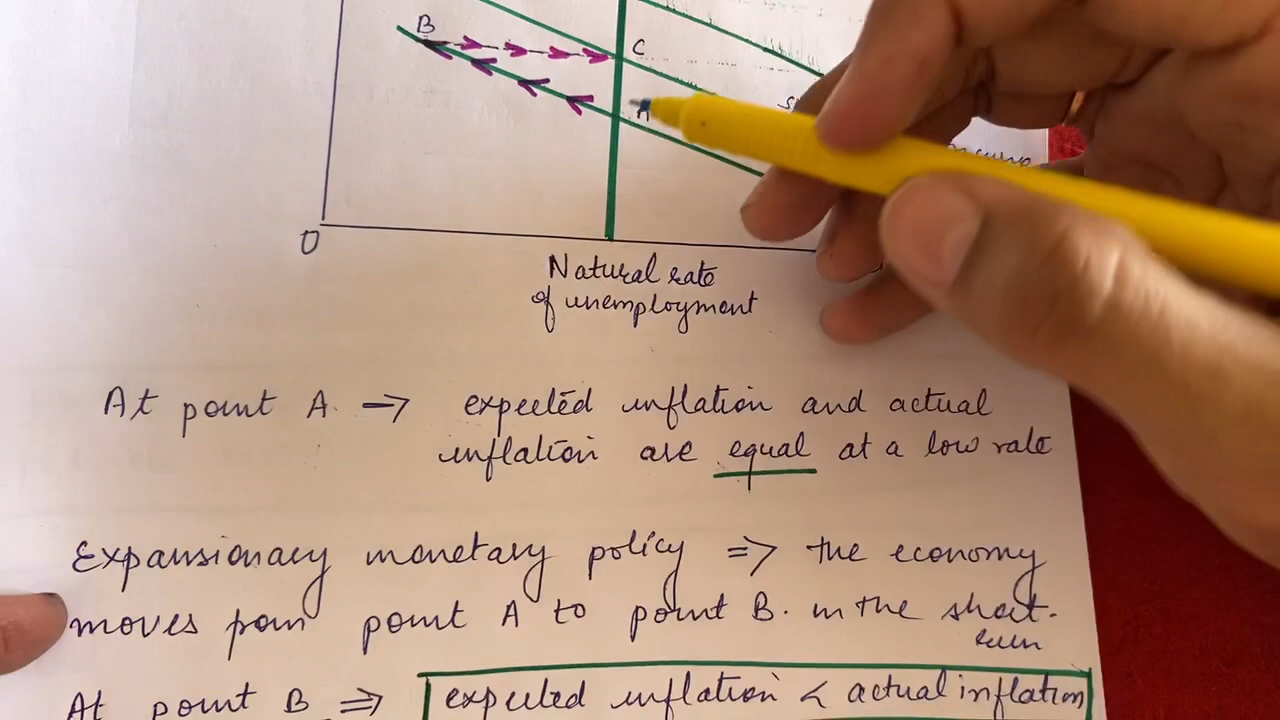 B
C
A
O
Natural rate
of unemployment
At point A. → expected inflation and actual
inflation are equal at a low rate
Expansionary monetary policy ⇒ the economy
moves from point A to point B. in the short-
run
At point B ⇒ expected inflation < actual inflation